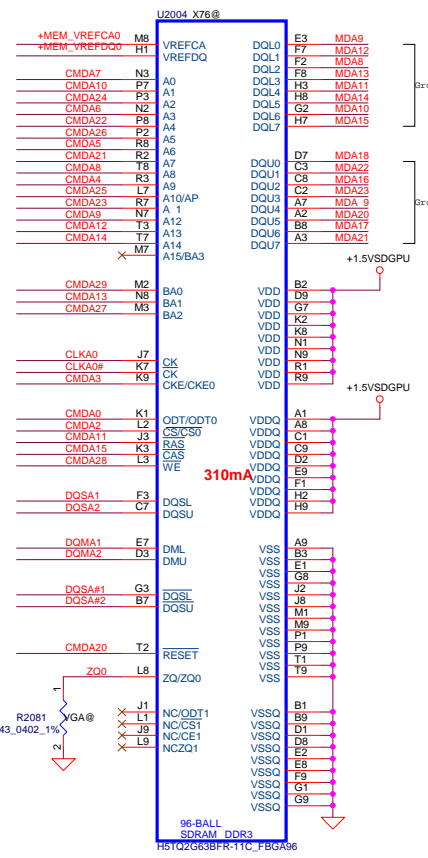 U2004 X76@
+MEM_VREFCA0 M8 VREFCA
+MEM_VREFDQ0 H1 VREFDQ
CMDA7 N3 A0
CMDA10 P7 A1
CMDA24 P3 A2
CMDA6 N2 A3
CMDA22 P8 A4
CMDA26 P2 A5
CMDA5 R8 A6
CMDA21 R2 A7
CMDA8 T8 A8
CMDA4 R3 A9
CMDA25 L7 A10/AP
CMDA23 R7 A 1
CMDA9 N7 A12
CMDA12 T3 A13
CMDA14 T7 A14
M7 A15/BA3
CMDA29 M2 BA0
CMDA13 N8 BA1
CMDA27 M3 BA2
CLKA0 J7 CK
CLKA0# K7 CK
CMDA3 K9 CKE/CKE0
CMDA0 K1 ODT/ODT0
CMDA2 L2 CS/CS0
CMDA11 J3 RAS
CMDA15 K3 CAS
CMDA28 L3 WE
310mA
DQSA1 F3 DQSL
DQSA2 C7 DQSU
DQMA1 E7 DML
DQMA2 D3 DMU
DQSA#1 G3 DQSL
DQSA#2 B7 DQSU
CMDA20 T2 RESET
ZQ0 L8 ZQ/ZQ0
1
R2081 VGA@
43_0402_1%
2
J1 NC/ODT1
L1 NC/CS1
J9 NC/CE1
L9 NCZQ1
DQL0 E3 MDA9
DQL1 F7 MDA12
DQL2 F2 MDA8
DQL3 F8 MDA13
DQL4 H3 MDA11
DQL5 H8 MDA14
DQL6 G2 MDA10
DQL7 H7 MDA15
DQU0 D7 MDA18
DQU1 C3 MDA22
DQU2 C8 MDA16
DQU3 C2 MDA23
DQU4 A7 MDA 9
DQU5 A2 MDA20
DQU6 B8 MDA17
DQU7 A3 MDA21
+1.5VSDGPU
VDD B2
VDD D9
VDD G7
VDD K2
VDD K8
VDD N1
VDD N9
VDD R1
VDD R9
+1.5VSDGPU
VDDQ A1
VDDQ A8
VDDQ C1
VDDQ C9
VDDQ D2
VDDQ E9
VDDQ F1
VDDQ H2
VDDQ H9
VSS A9
VSS B3
VSS E1
VSS G8
VSS J2
VSS J8
VSS M1
VSS M9
VSS P1
VSS P9
VSS T1
VSS T9
VSSQ B1
VSSQ B9
VSSQ D1
VSSQ D8
VSSQ E2
VSSQ E8
VSSQ F9
VSSQ G1
VSSQ G9
96-BALL
SDRAM DDR3
H5TQ2G63BFR-11C_FBGA96